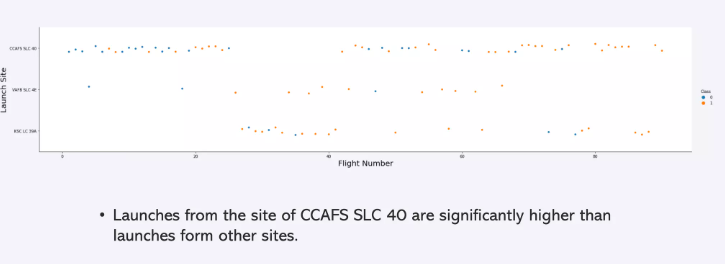 CCAFS SLC 40
VAFB SLC 4E
KSC LC 39A
Launch Site
0 20 40 60 80
Flight Number
Class
0
1
• Launches from the site of CCAFS SLC 40 are significantly higher than
launches form other sites.